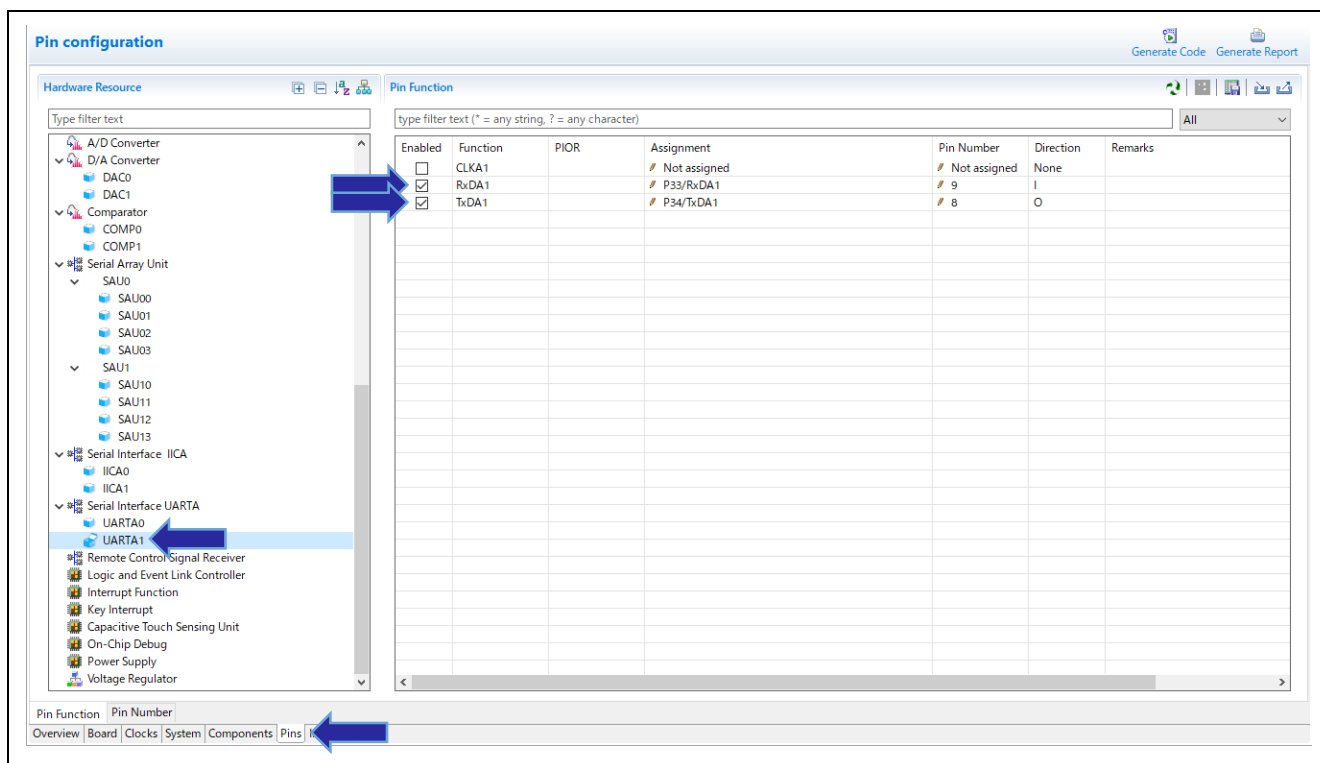 Pin configuration
Generate Code Generate Report
Hardware Resource
Pin Function
Type filter text
type filter text (* = any string, ? = any character)
All
A/D Converter
D/A Converter
DAC0
DAC1
Comparator
COMP0
COMP1
Serial Array Unit
SAU0
SAU00
SAU01
SAU02
SAU03
SAU1
SAU10
SAU11
SAU12
SAU13
Serial Interface IICA
IICA0
IICA1
Serial Interface UARTA
UARTA0
UARTA1
Remote Control Signal Receiver
Logic and Event Link Controller
Interrupt Function
Key Interrupt
Capacitive Touch Sensing Unit
On-Chip Debug
Power Supply
Voltage Regulator
Enabled Function PIOR Assignment Pin Number Direction Remarks
CLKA1 Not assigned Not assigned None
RxDA1 P33/RxDA1 9 I
TxDA1 P34/TxDA1 8 O
Pin Function Pin Number
Overview Board Clocks System Components Pins